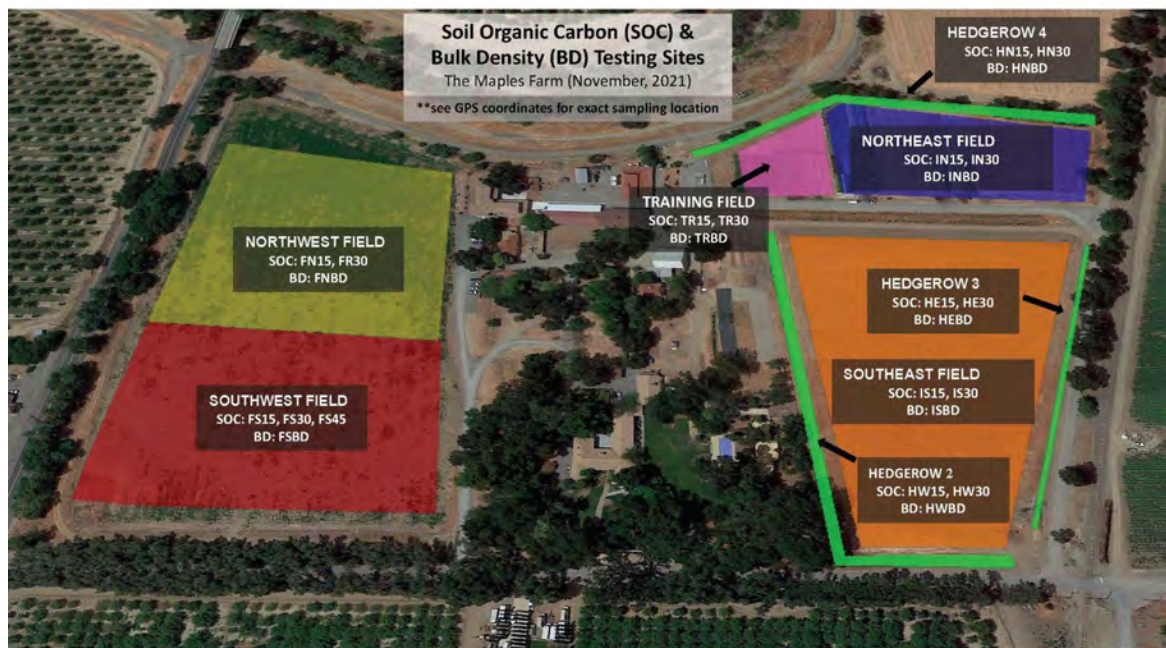 Soil Organic Carbon (SOC) &
Bulk Density (BD) Testing Sites
The Maples Farm (November, 2021)
**see GPS coordinates for exact sampling location
HEDGEROW 4
SOC: HN15, HN30
BD: HNBD
NORTHEAST FIELD
SOC: IN15, IN30
BD: INBD
TRAINING FIELD
SOC: TR15, TR30
BD: TRBD
NORTHWEST FIELD
SOC: FN15, FR30
BD: FNBD
HEDGEROW 3
SOC: HE15, HE30
BD: HEBD
SOUTHWEST FIELD
SOC: FS15, FS30, FS45
BD: FSBD
SOUTHEAST FIELD
SOC: IS15, IS30
BD: ISBD
HEDGEROW 2
SOC: HW15, HW30
BD: HWBD